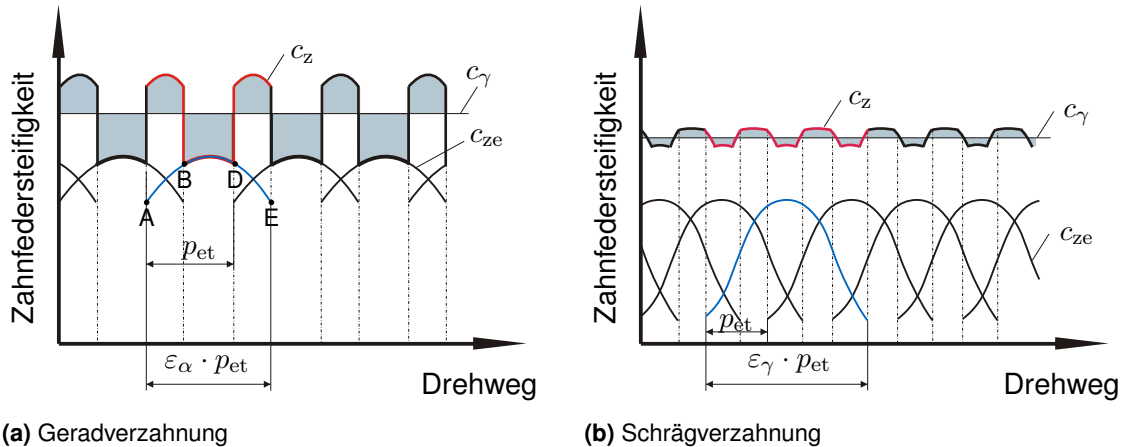 Zahnfedersteifigkeit
c_z
c_γ
c_ze
B
D
A
E
p_et
ε_α · p_et
Drehweg
(a) Geradverzahnung
Zahnfedersteifigkeit
c_z
c_γ
c_ze
p_et
ε_γ · p_et
Drehweg
(b) Schrägverzahnung